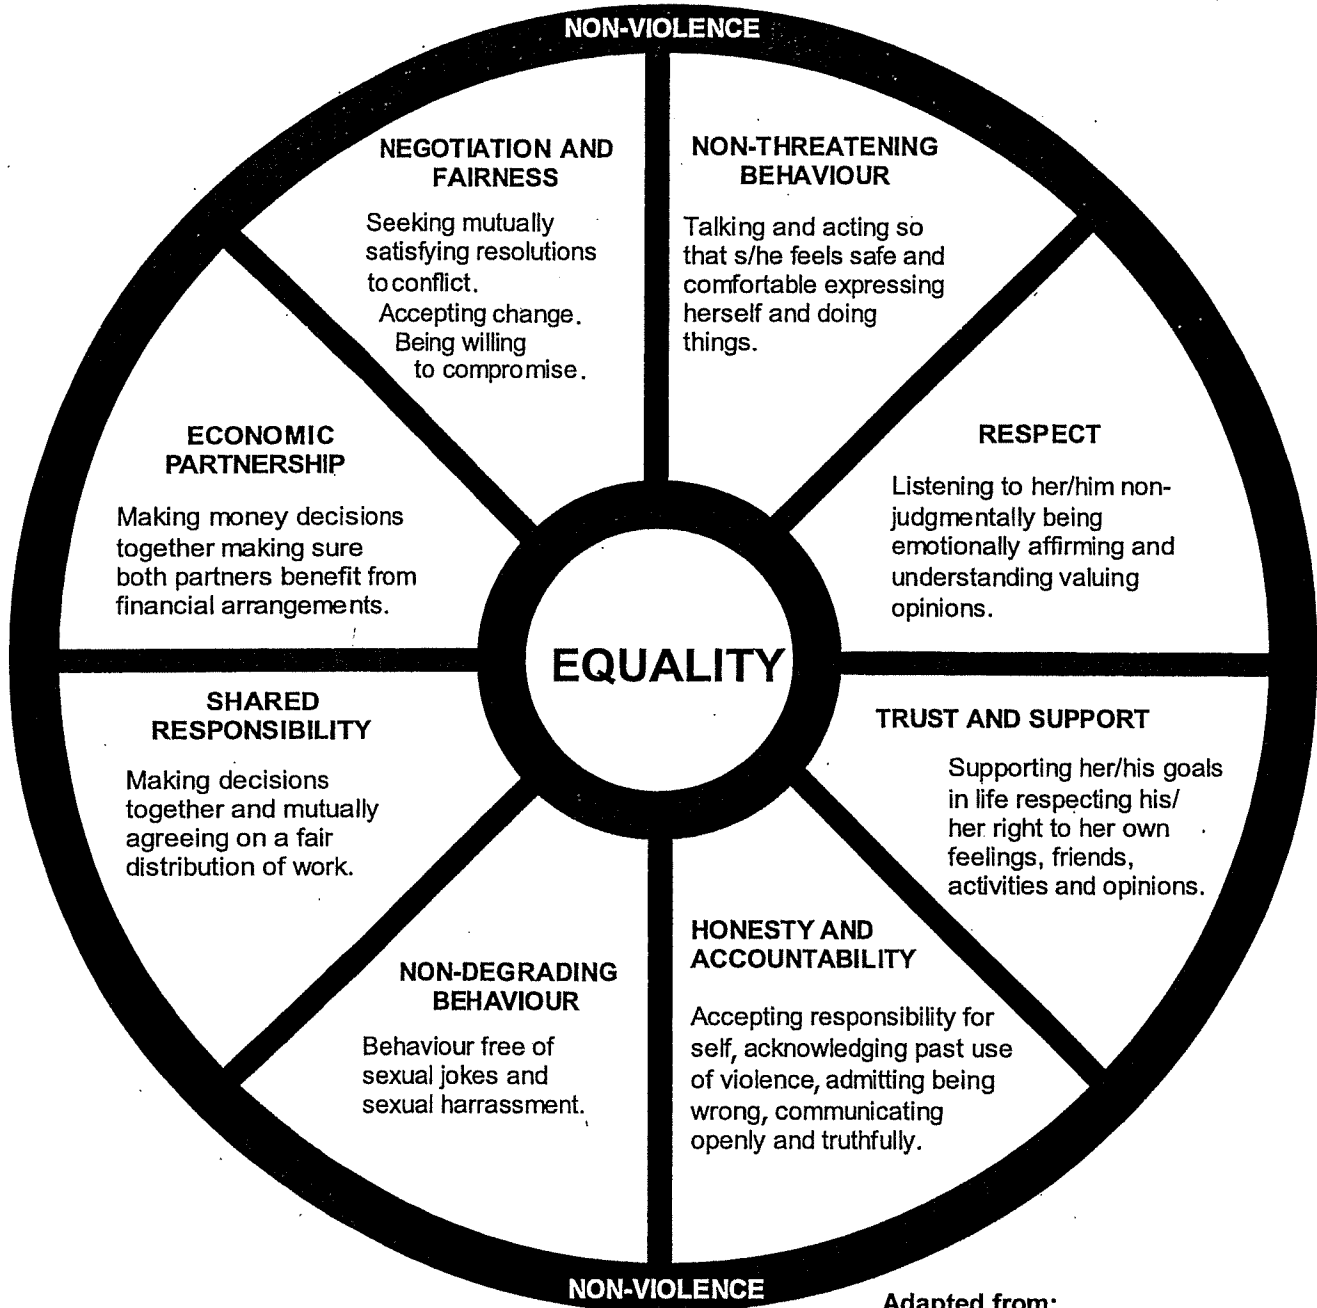 NON-VIOLENCE
NEGOTIATION AND
FAIRNESS
Seeking mutually
satisfying resolutions
to conflict.
Accepting change.
Being willing
to compromise.
NON-THREATENING
BEHAVIOUR
Talking and acting so
that s/he feels safe and
comfortable expressing
herself and doing
things.
RESPECT
Listening to her/him non-
judgmentally being
emotionally affirming and
understanding valuing
opinions.
TRUST AND SUPPORT
Supporting her/his goals
in life respecting his/
her right to her own
feelings, friends,
activities and opinions.
HONESTY AND
ACCOUNTABILITY
Accepting responsibility for
self, acknowledging past use
of violence, admitting being
wrong, communicating
openly and truthfully.
NON-DEGRADING
BEHAVIOUR
Behaviour free of
sexual jokes and
sexual harrassment.
SHARED
RESPONSIBILITY
Making decisions
together and mutually
agreeing on a fair
distribution of work.
ECONOMIC
PARTNERSHIP
Making money decisions
together making sure
both partners benefit from
financial arrangements.
EQUALITY
NON-VIOLENCE
Adapted from: